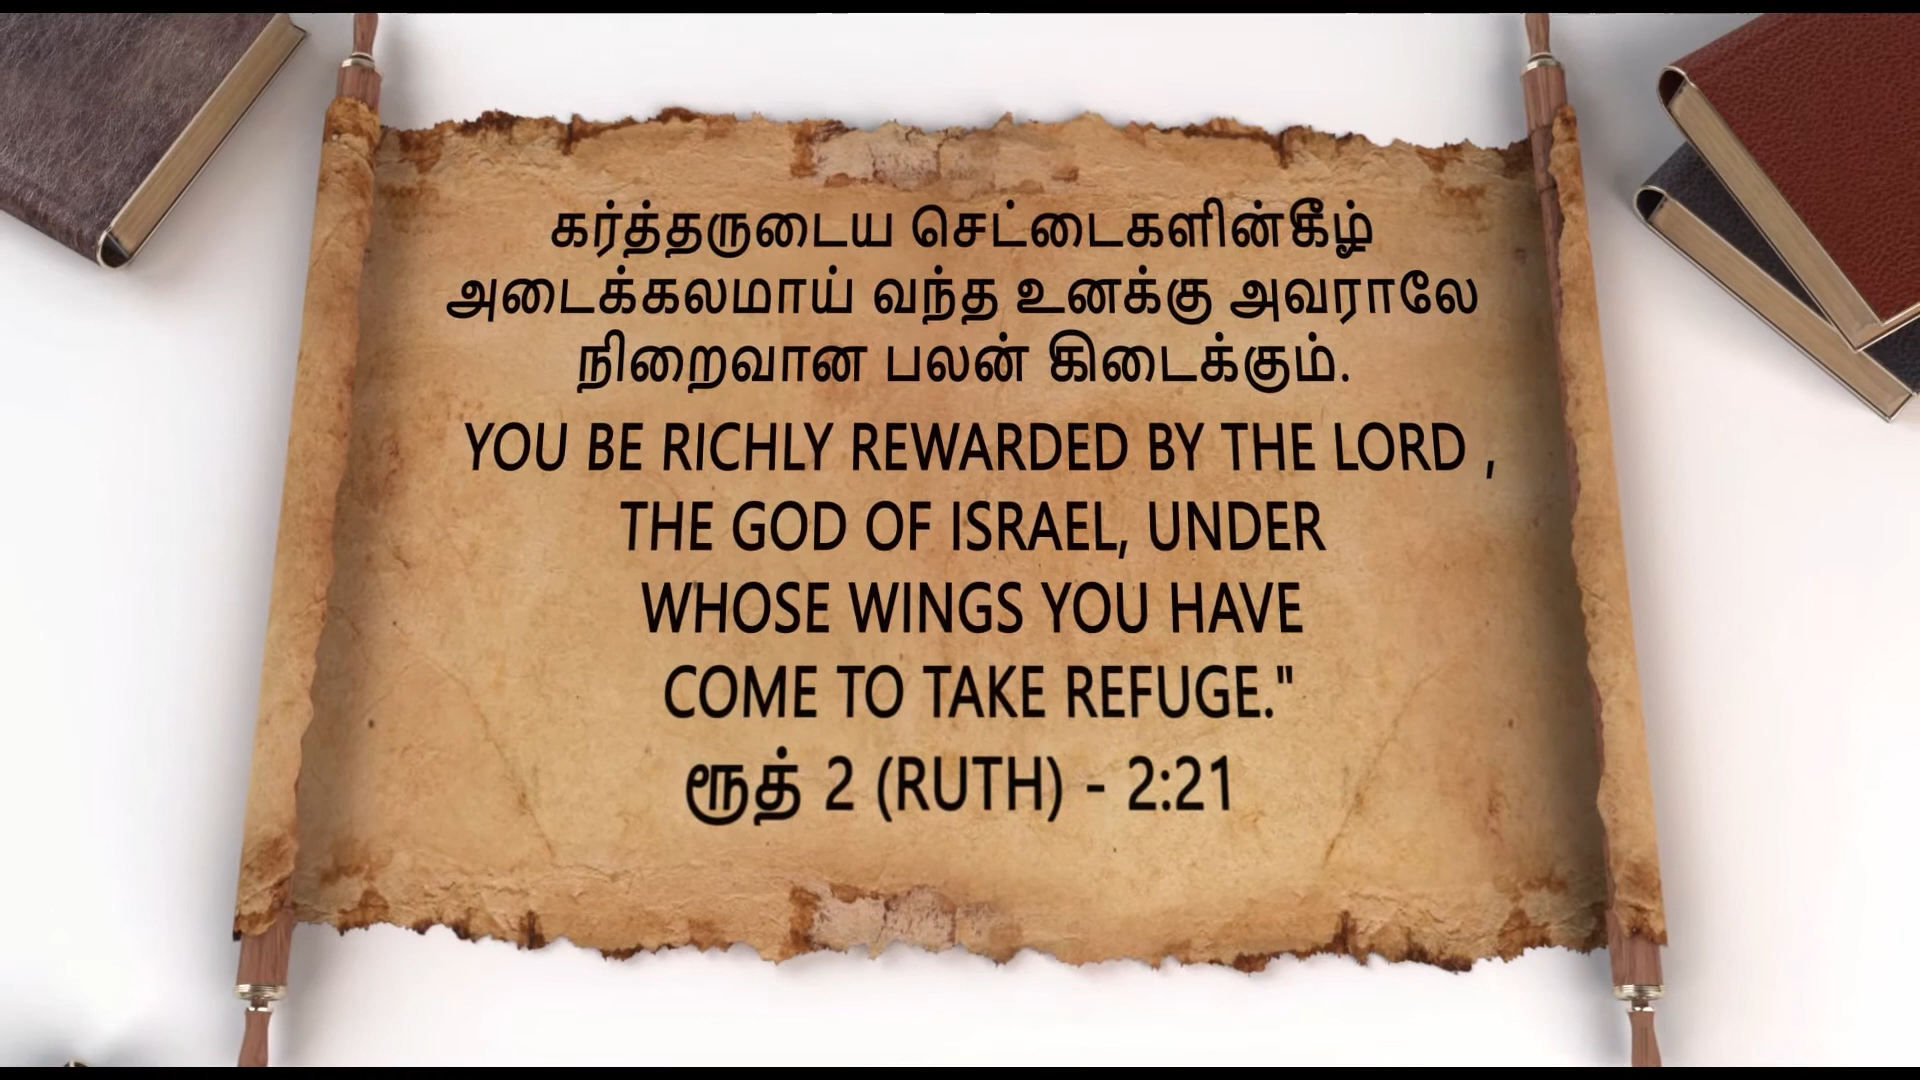 கர்த்தருடைய செட்டைகளின்கீழ்
அடைக்கலமாய் வந்த உனக்கு அவராலே
நிறைவான பலன் கிடைக்கும்.
YOU BE RICHLY REWARDED BY THE LORD ,
THE GOD OF ISRAEL, UNDER
WHOSE WINGS YOU HAVE
COME TO TAKE REFUGE."
ரூத் 2 (RUTH) - 2:21